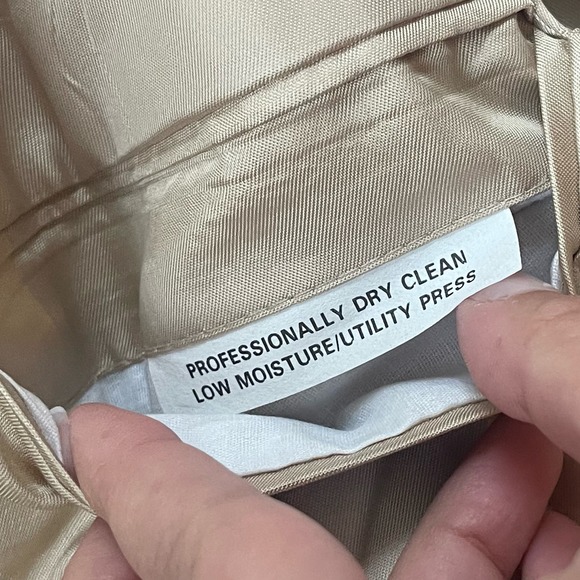 PROFESSIONALLY DRY CLEAN
LOW MOISTURE/UTILITY PRESS